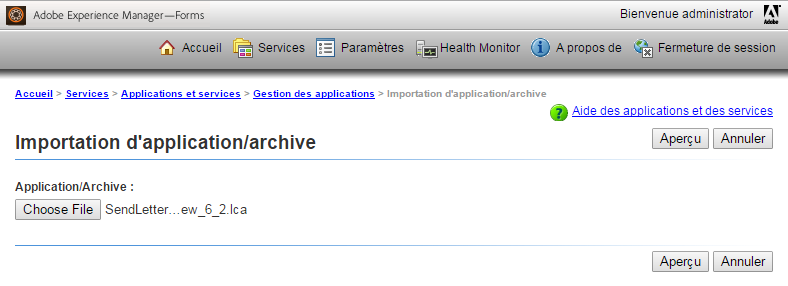 Adobe Experience Manager—Forms
Bienvenue administrator
Adobe
Accueil Services Paramètres Health Monitor A propos de Fermeture de session
Accueil > Services > Applications et services > Gestion des applications > Importation d'application/archive
? Aide des applications et des services
Importation d'application/archive
Aperçu Annuler
Application/Archive :
Choose File SendLetter...ew_6_2.lca
Aperçu Annuler